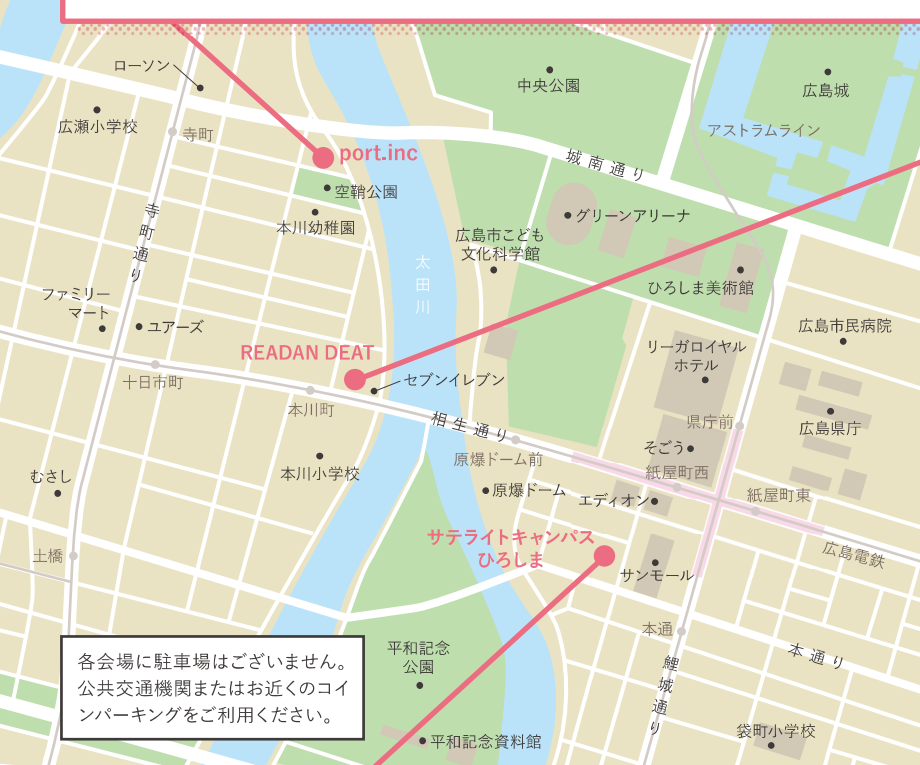 ローソン
中央公園
広島城
広瀬小学校
寺町
アストラムライン
port.inc
城南通り
空鞘公園
本川幼稚園
グリーンアリーナ
寺町通り
広島市こども
文化科学館
太田川
ひろしま美術館
ファミリー
マート
ユアーズ
広島市民病院
READAN DEAT
リーガロイヤル
ホテル
十日市町
セブンイレブン
本川町
相生通り
県庁前
広島県庁
そごう
原爆ドーム前
紙屋町西
本川小学校
むさし
原爆ドーム
エディオン
紙屋町東
サテライトキャンパス
ひろしま
広島電鉄
土橋
サンモール
本通
本通り
鯉城通り
平和記念
公園
各会場に駐車場はございません。
公共交通機関またはお近くのコイ
ンパーキングをご利用ください。
袋町小学校
平和記念資料館